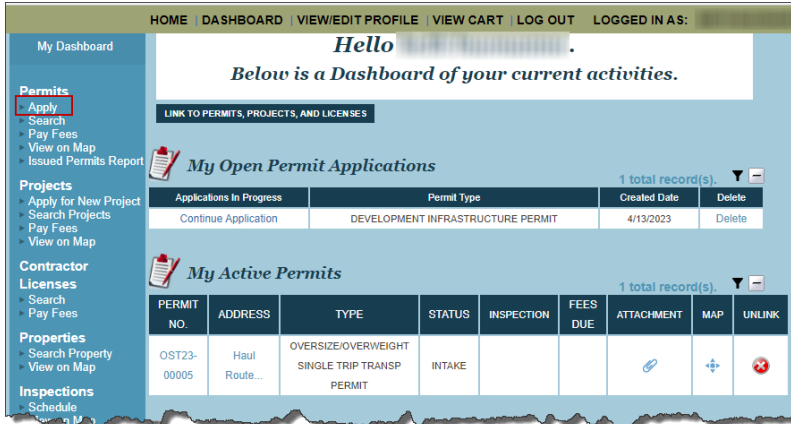 HOME | DASHBOARD | VIEW/EDIT PROFILE | VIEW CART | LOG OUT LOGGED IN AS:
My Dashboard
Permits
Apply
Search
Pay Fees
View on Map
Issued Permits Report
Projects
Apply for New Project
Search Projects
Pay Fees
View on Map
Contractor
Licenses
Search
Pay Fees
Properties
Search Property
View on Map
Inspections
Schedule
Hello .
Below is a Dashboard of your current activities.
LINK TO PERMITS, PROJECTS, AND LICENSES
My Open Permit Applications
1 total record(s).
Applications In Progress Permit Type Created Date Delete
Continue Application DEVELOPMENT INFRASTRUCTURE PERMIT 4/13/2023 Delete
My Active Permits
1 total record(s).
PERMIT NO. ADDRESS TYPE STATUS INSPECTION FEES DUE ATTACHMENT MAP UNLINK
OST23-00005 Haul Route... OVERSIZE/OVERWEIGHT SINGLE TRIP TRANSP PERMIT INTAKE